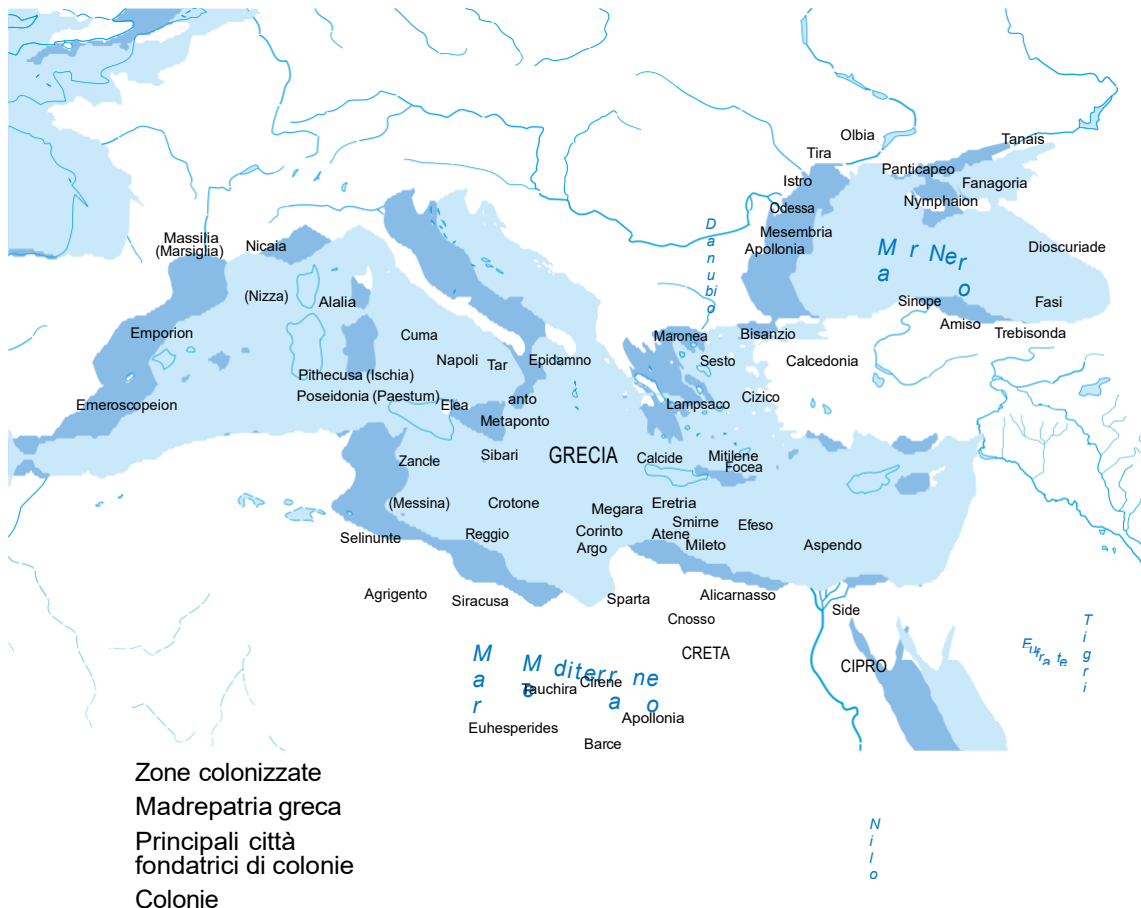 Olbia
Tanais
Tira
Panticapeo
Istro
Fanagoria
Nymphaion
Odessa
Mesembria
Massilia
(Marsiglia)
Nicaia
Apollonia
Danubio
Mar Nero
Dioscuriade
(Nizza)
Alalia
Sinope
Fasi
Amiso
Trebisonda
Emporion
Cuma
Maronea
Bisanzio
Napoli
Taranto
Epidamno
Sesto
Calcedonia
Pithecusa (Ischia)
Poseidonia (Paestum)
Elea
Emeroscopeion
Lampsaco
Cizico
Metaponto
Zancle
Sibari
GRECIA
Calcide
Mitilene
Focea
(Messina)
Crotone
Megara
Eretria
Smirne
Efeso
Selinunte
Reggio
Corinto
Argo
Atene
Mileto
Aspendo
Agrigento
Siracusa
Sparta
Alicarnasso
Side
Cnosso
CRETA
CIPRO
Eufrate
Tigri
Mar Mediterraneo
Tauchira
Cirene
Euhesperides
Apollonia
Barce
Zone colonizzate
Madrepatria greca
Principali città
fondatrici di colonie
Colonie
Nilo